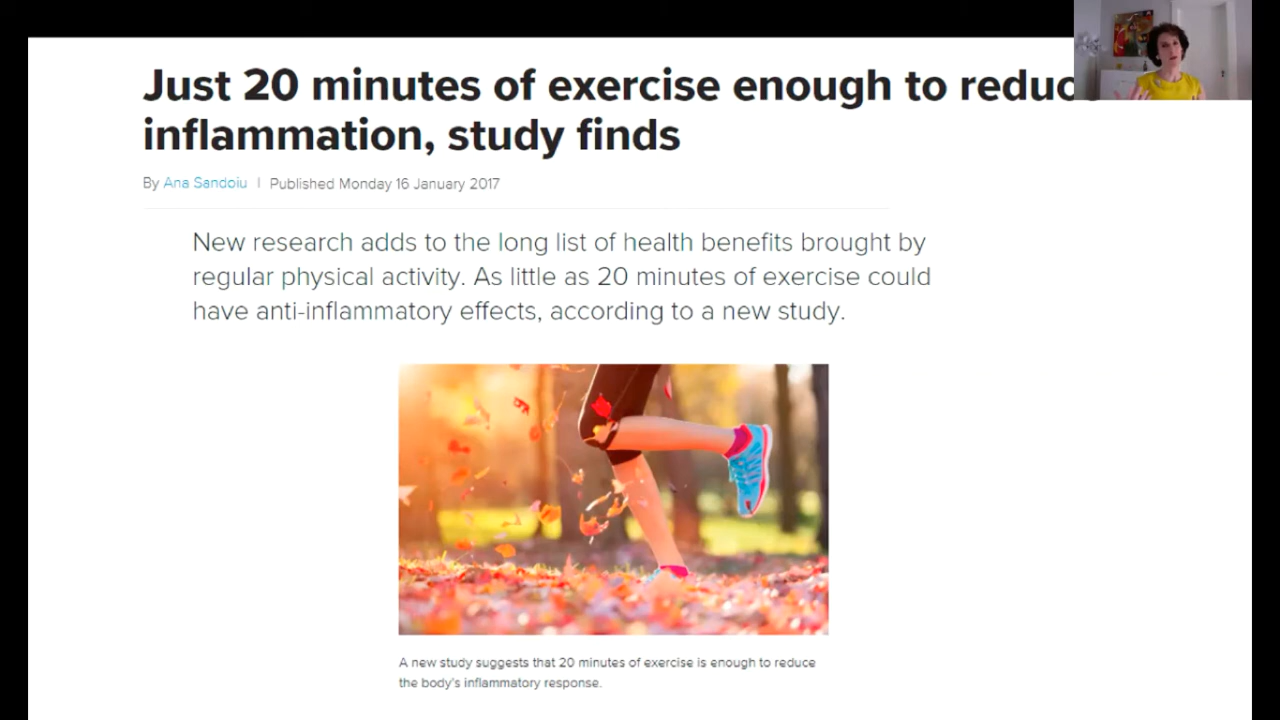 Just 20 minutes of exercise enough to reduc
inflammation, study finds
By Ana Sandoiu | Published Monday 16 January 2017
New research adds to the long list of health benefits brought by
regular physical activity. As little as 20 minutes of exercise could
have anti-inflammatory effects, according to a new study.
A new study suggests that 20 minutes of exercise is enough to reduce
the body's inflammatory response.